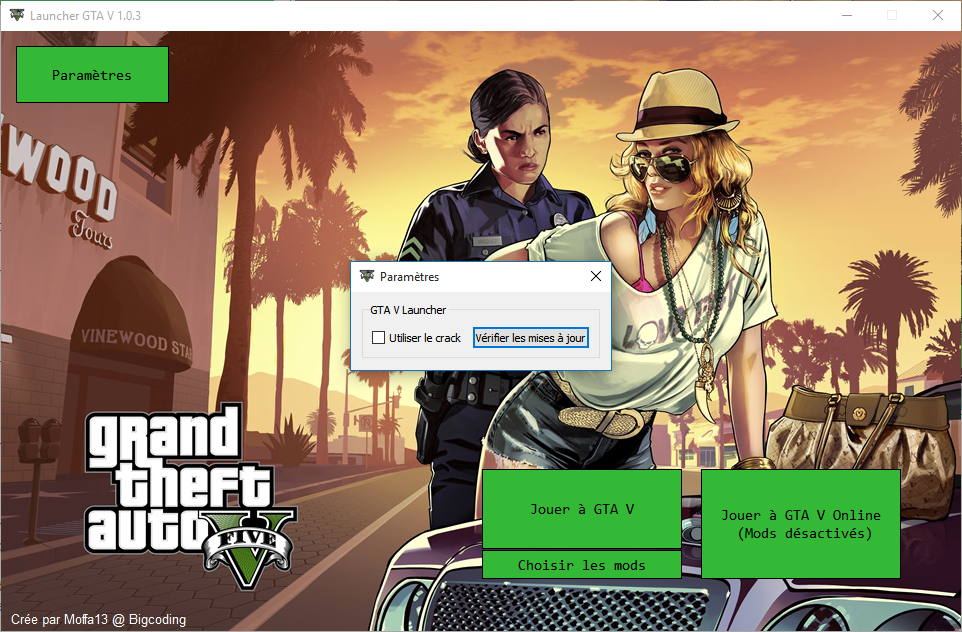 Launcher GTA V 1.0.3
Paramètres
WOOD
Tours
VINEWOOD STA
Paramètres
GTA V Launcher
Utiliser le crack
Vérifier les mises à jour
grand
theft
auto
FIVE
Jouer à GTA V
Choisir les mods
Jouer à GTA V Online
(Mods désactivés)
Crée par Moffa13 @ Bigcoding